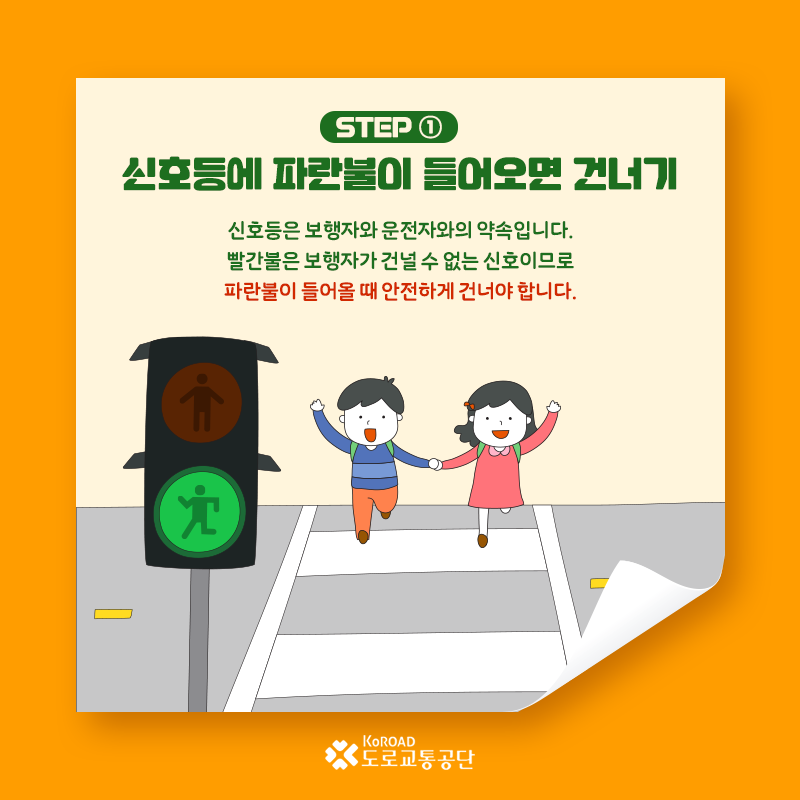 STEP ①
신호등에 파란불이 들어오면 건너기
신호등은 보행자와 운전자와의 약속입니다.
빨간불은 보행자가 건널 수 없는 신호이므로
파란불이 들어올 때 안전하게 건너야 합니다.
KoROAD
도로교통공단